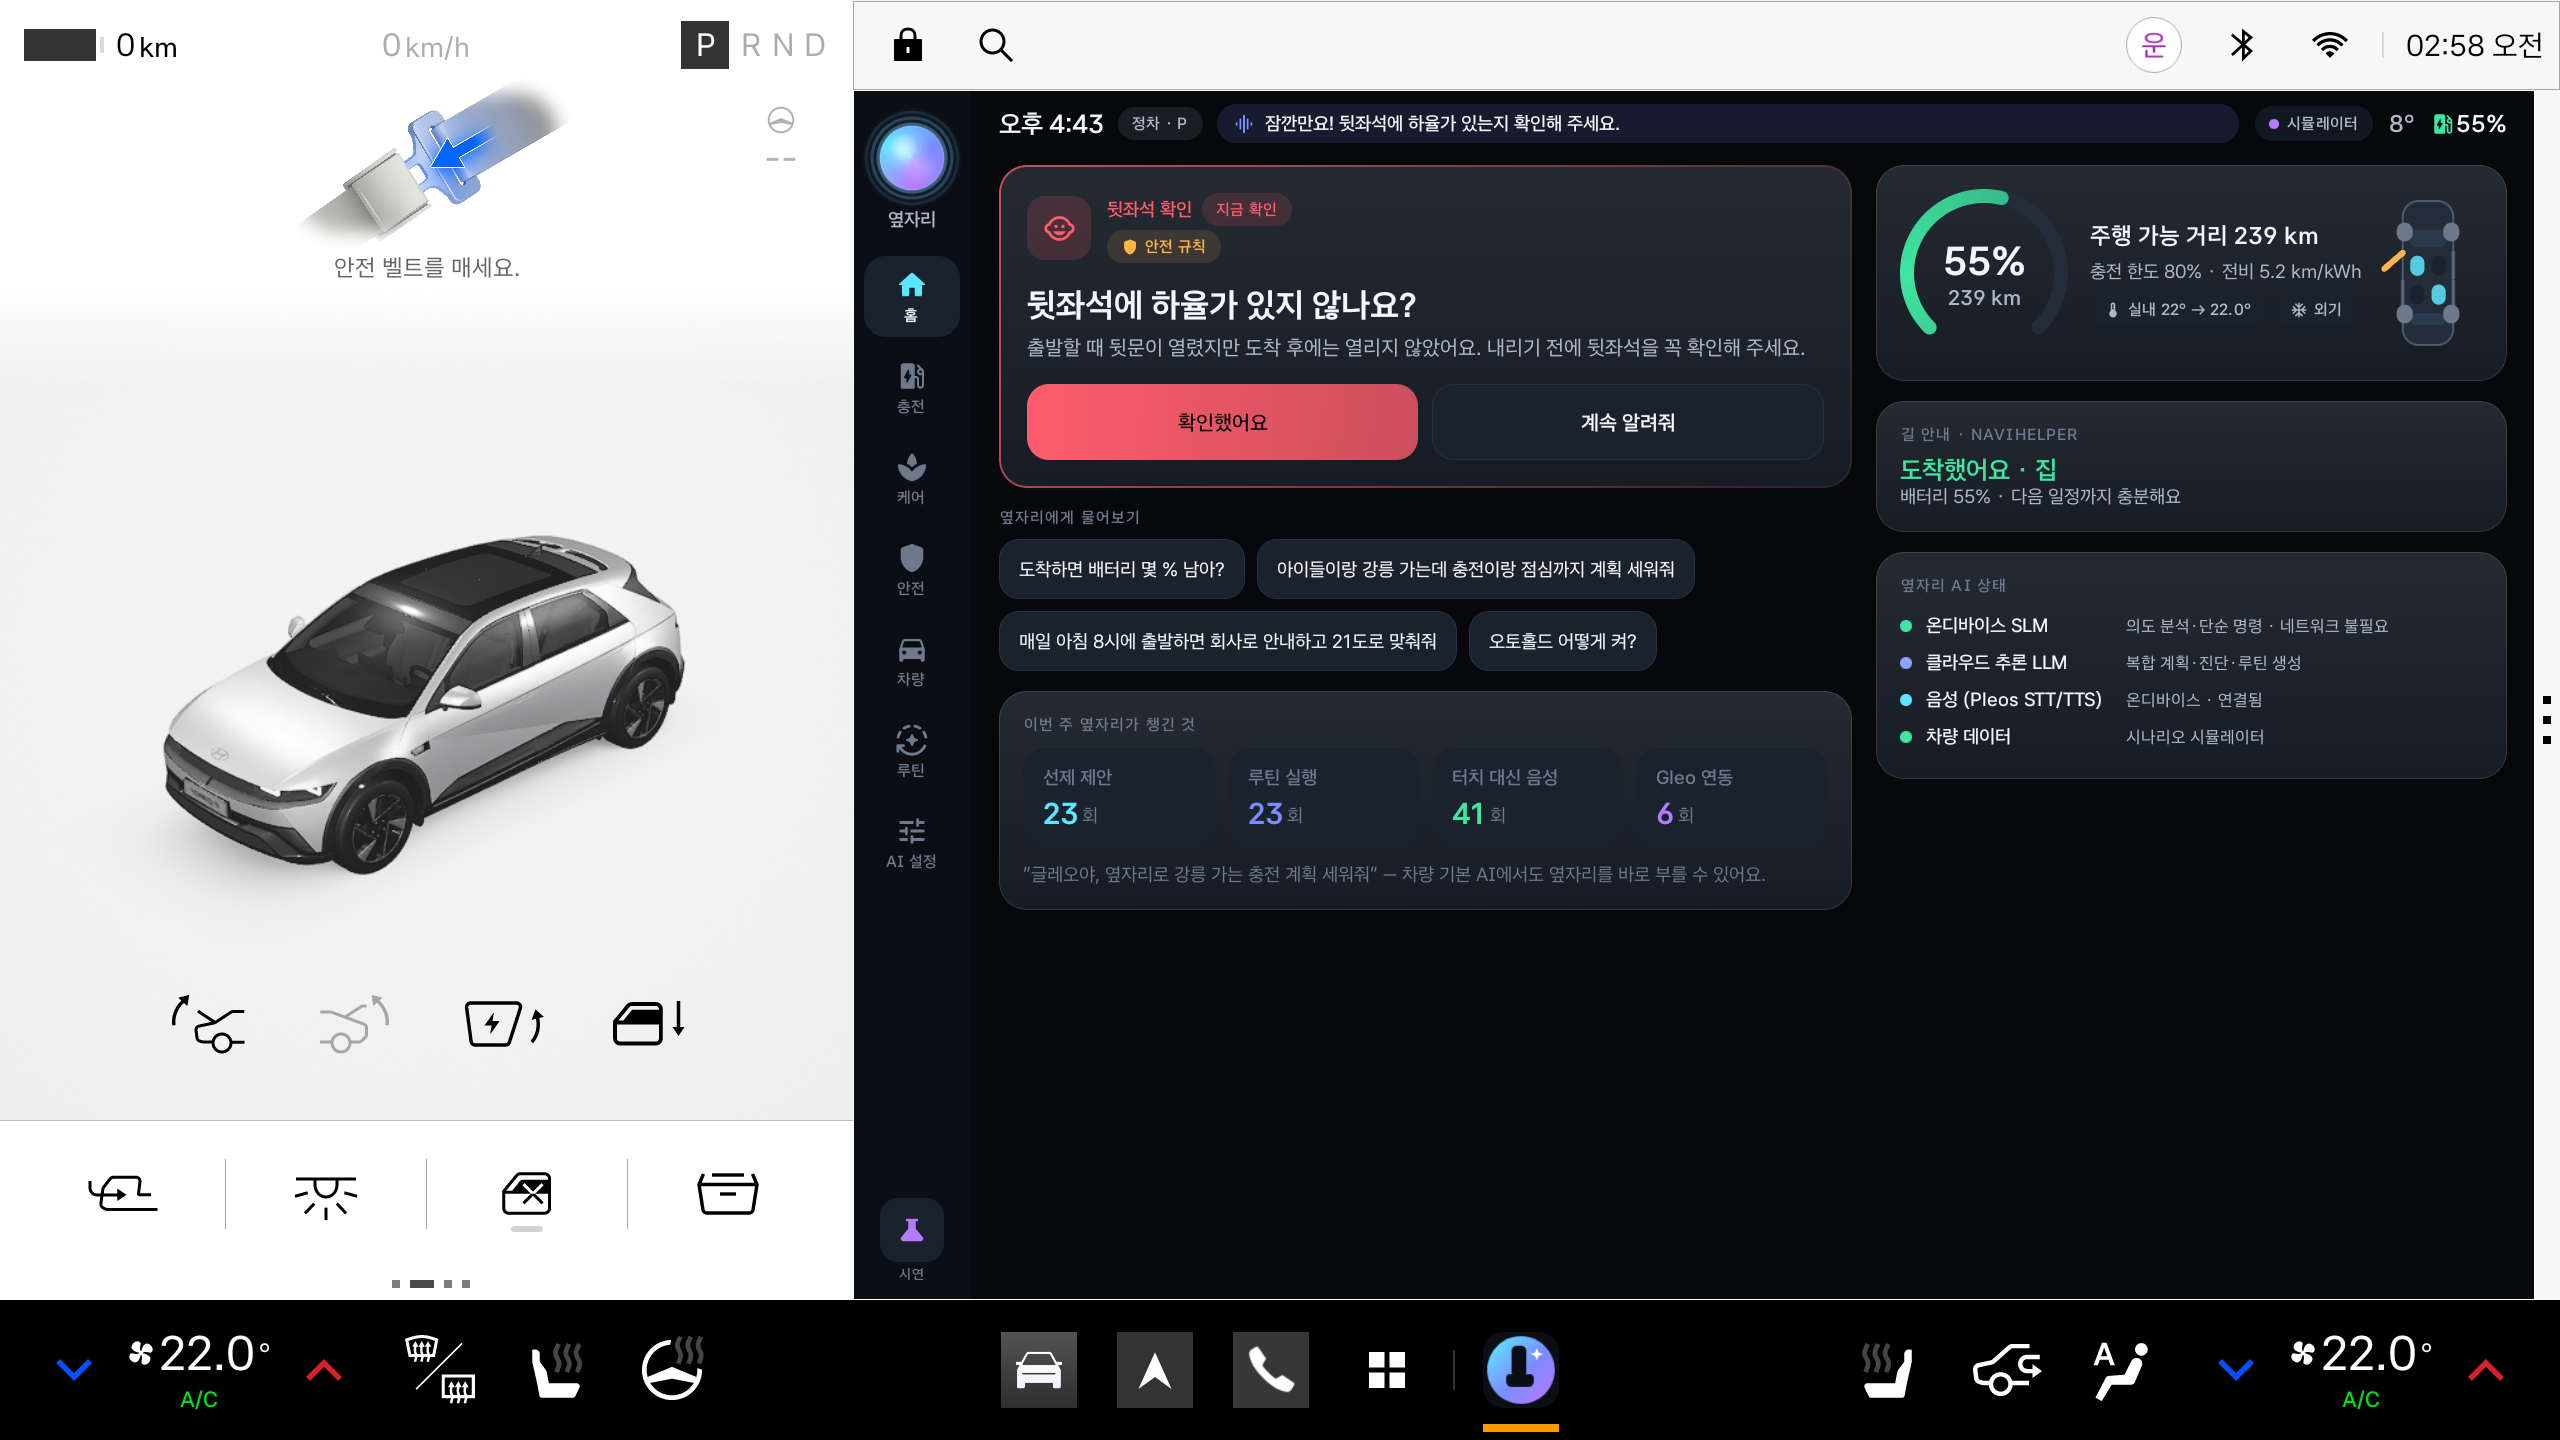 0 km
0 km/h
P R N D
안전 벨트를 매세요.
운
02:58 오전
옆자리
홈
충전
케어
안전
차량
루틴
AI 설정
시연
오후 4:43
정차 · P
잠깐만요! 뒷좌석에 하율가 있는지 확인해 주세요.
시뮬레이터
8°
55%
뒷좌석 확인
지금 확인
안전 규칙
뒷좌석에 하율가 있지 않나요?
출발할 때 뒷문이 열렸지만 도착 후에는 열리지 않았어요. 내리기 전에 뒷좌석을 꼭 확인해 주세요.
확인했어요
계속 알려줘
옆자리에게 물어보기
도착하면 배터리 몇 % 남아?
아이들이랑 강릉 가는데 충전이랑 점심까지 계획 세워줘
매일 아침 8시에 출발하면 회사로 안내하고 21도로 맞춰줘
오토홀드 어떻게 켜?
이번 주 옆자리가 챙긴 것
선제 제안
23 회
루틴 실행
23 회
터치 대신 음성
41 회
Gleo 연동
6 회
"글레오야, 옆자리로 강릉 가는 충전 계획 세워줘" — 차량 기본 AI에서도 옆자리를 바로 부를 수 있어요.
55%
239 km
주행 가능 거리 239 km
충전 한도 80% · 전비 5.2 km/kWh
실내 22° → 22.0°
외기
길 안내 · NAVIHELPER
도착했어요 · 집
배터리 55% · 다음 일정까지 충분해요
옆자리 AI 상태
온디바이스 SLM 의도 분석·단순 명령 · 네트워크 불필요
클라우드 추론 LLM 복합 계획·진단·루틴 생성
음성 (Pleos STT/TTS) 온디바이스 · 연결됨
차량 데이터 시나리오 시뮬레이터
22.0°
A/C
A
22.0°
A/C